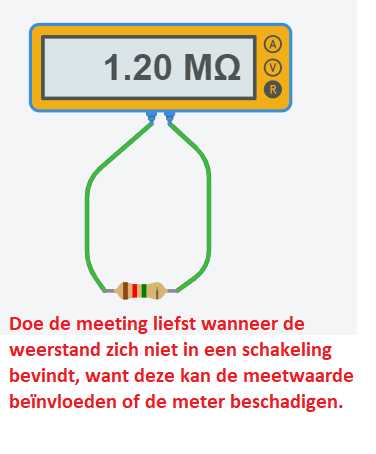 A
1.20 MΩ
V
R
Doe de meeting liefst wanneer de
weerstand zich niet in een schakeling
bevindt, want deze kan de meetwaarde
beïnvloeden of de meter beschadigen.